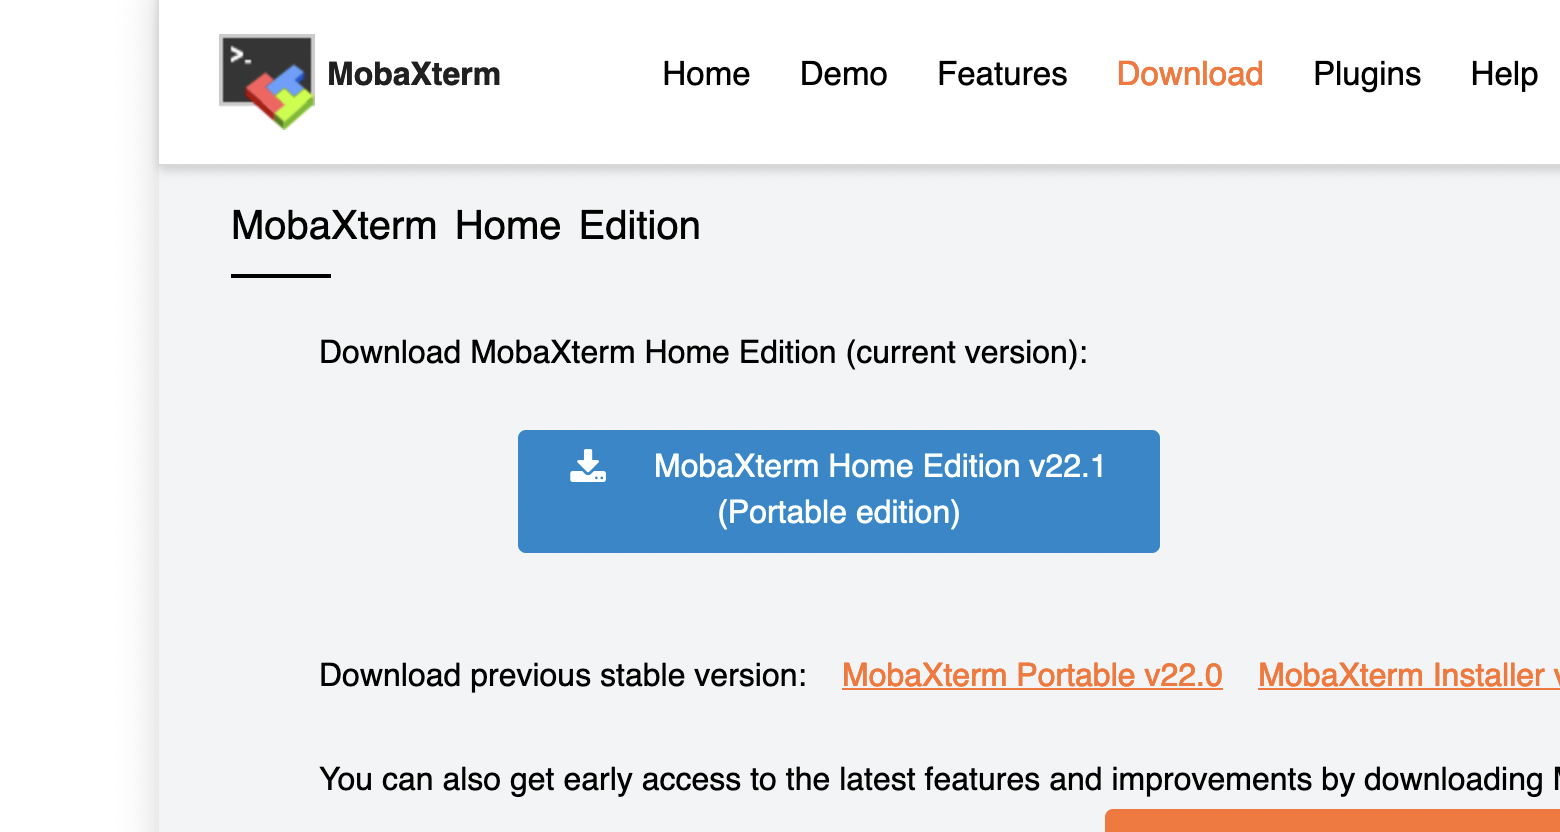 >_
MobaXterm
Home Demo Features Download Plugins Help
MobaXterm Home Edition
Download MobaXterm Home Edition (current version):
MobaXterm Home Edition v22.1
(Portable edition)
Download previous stable version: MobaXterm Portable v22.0 MobaXterm Installer
You can also get early access to the latest features and improvements by downloading